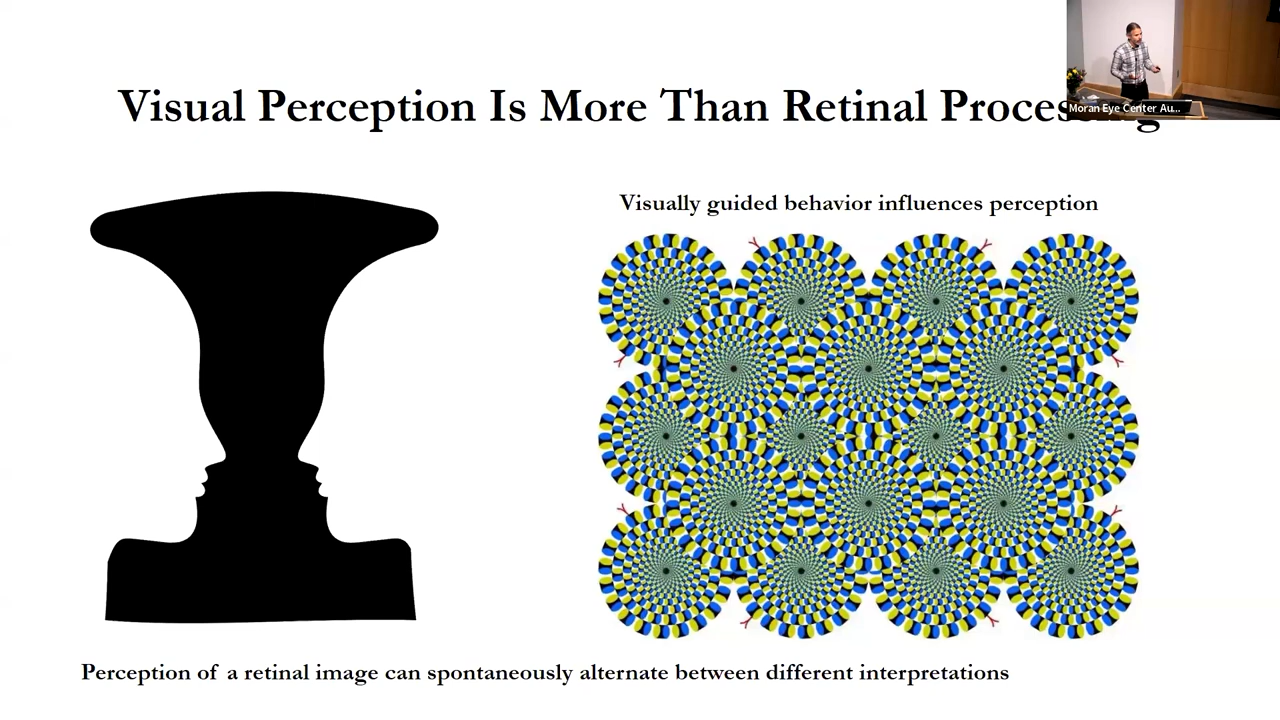 Visual Perception Is More Than Retinal
Moran Eye Center Au...
Visually guided behavior influences perception
Perception of a retinal image can spontaneously alternate between different interpretations